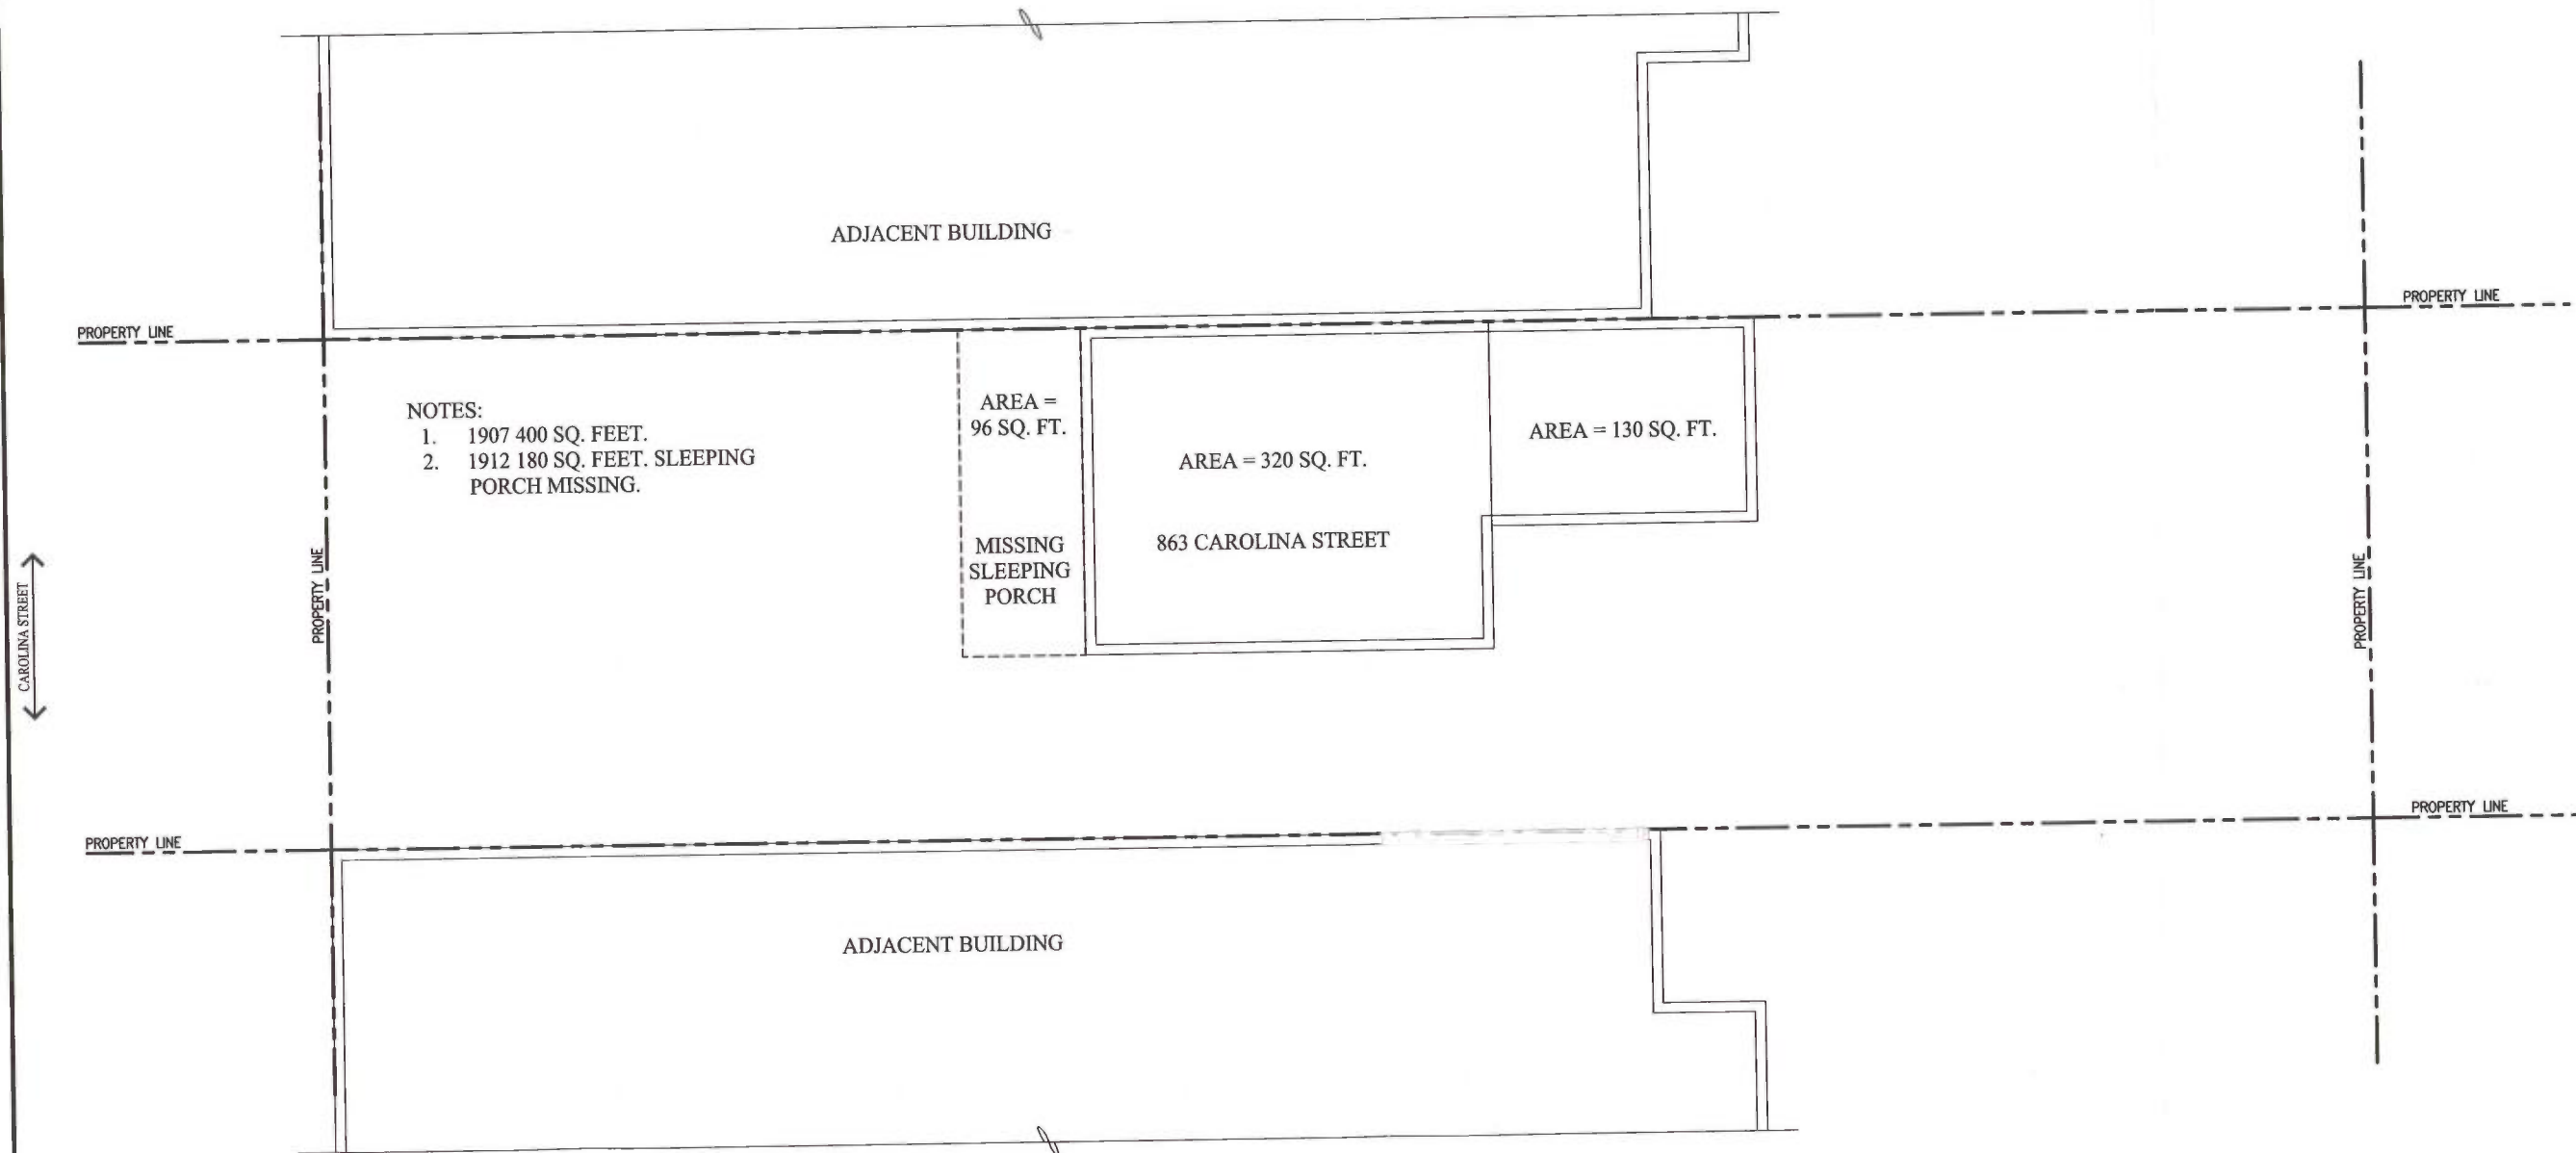 ADJACENT BUILDING
PROPERTY LINE
PROPERTY LINE
NOTES:
1. 1907 400 SQ. FEET.
2. 1912 180 SQ. FEET. SLEEPING
PORCH MISSING.
AREA =
96 SQ. FT.
MISSING
SLEEPING
PORCH
AREA = 320 SQ. FT.
863 CAROLINA STREET
AREA = 130 SQ. FT.
CAROLINA STREET
PROPERTY LINE
PROPERTY LINE
PROPERTY LINE
PROPERTY LINE
ADJACENT BUILDING